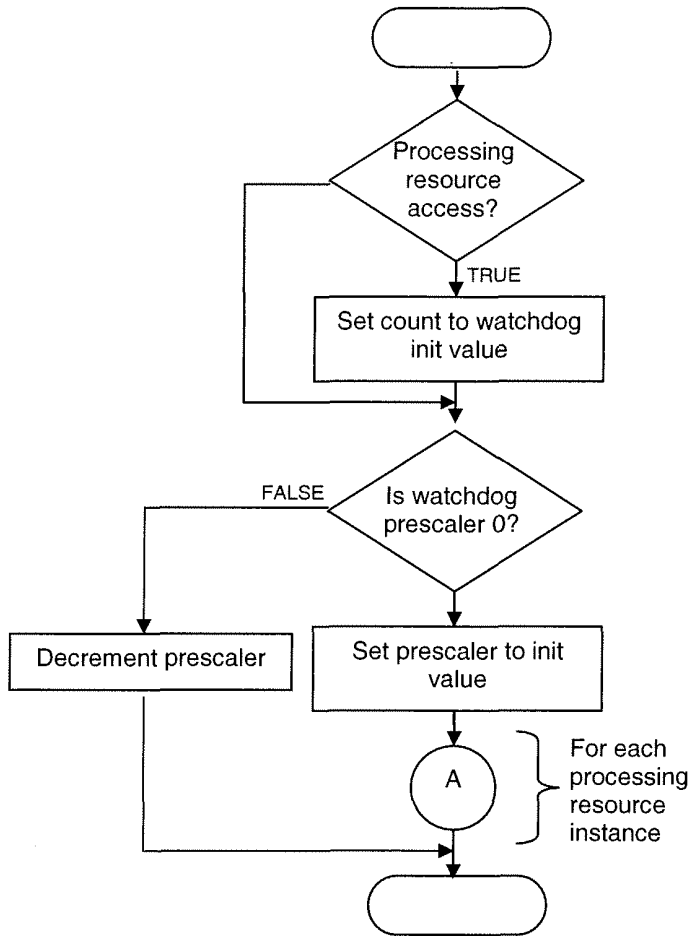 Processing
resource
access?
TRUE
Set count to watchdog
init value
FALSE
Is watchdog
prescaler 0?
Decrement prescaler
Set prescaler to init
value
A
For each
processing
resource
instance